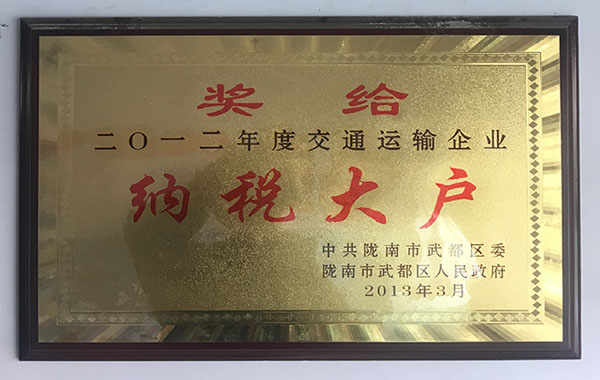 奖给
二〇一二年度交通运输企业
纳税大户
中共陇南市武都区委
陇南市武都区人民政府
2013年3月